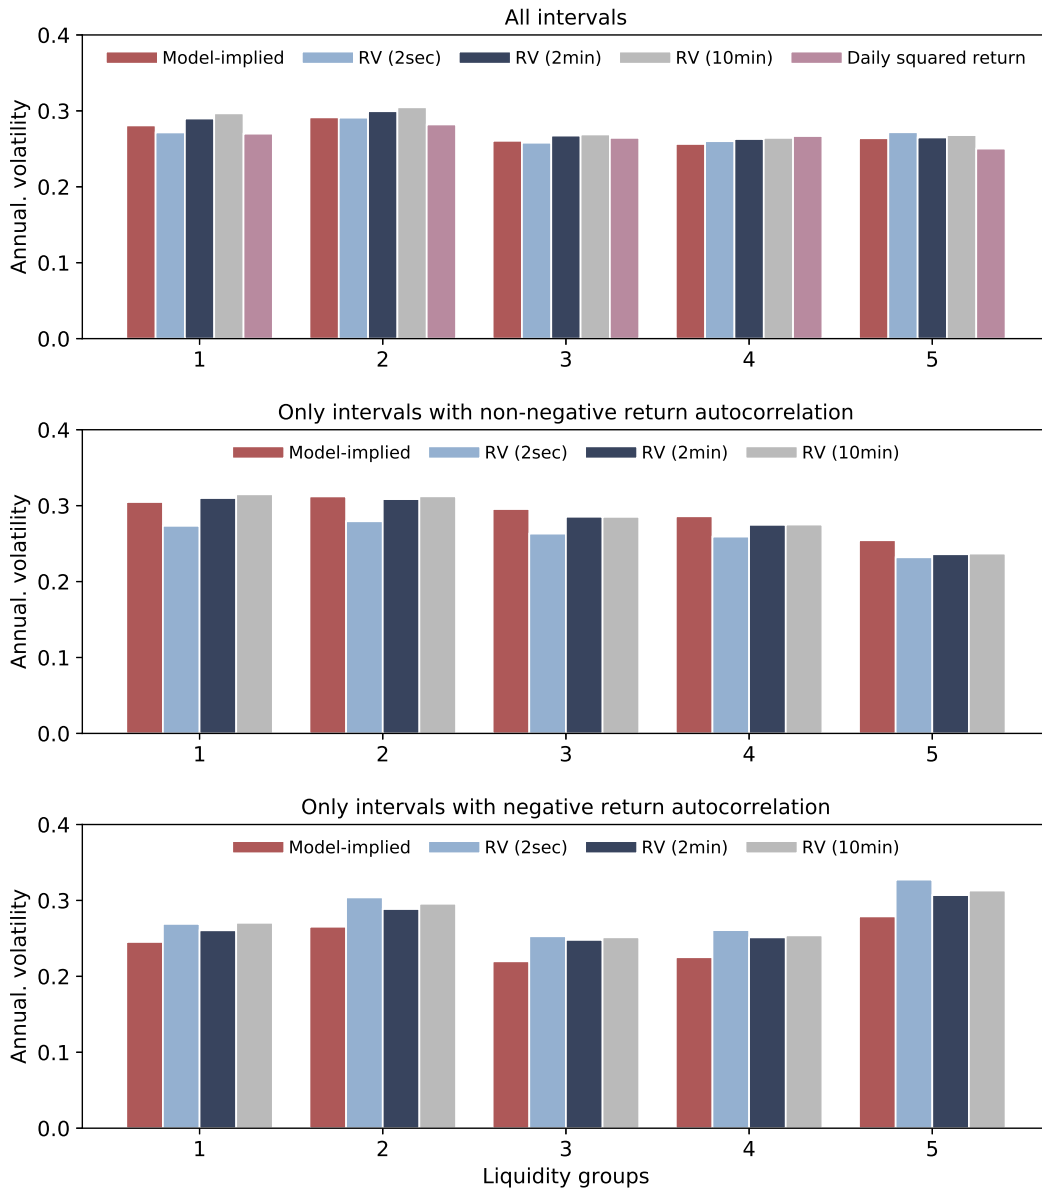 All intervals
Model-implied RV (2sec) RV (2min) RV (10min) Daily squared return
Annual. volatility
0.4
0.3
0.2
0.1
0.0
1 2 3 4 5
Only intervals with non-negative return autocorrelation
Model-implied RV (2sec) RV (2min) RV (10min)
Annual. volatility
0.4
0.3
0.2
0.1
0.0
1 2 3 4 5
Only intervals with negative return autocorrelation
Model-implied RV (2sec) RV (2min) RV (10min)
Annual. volatility
0.4
0.3
0.2
0.1
0.0
1 2 3 4 5
Liquidity groups